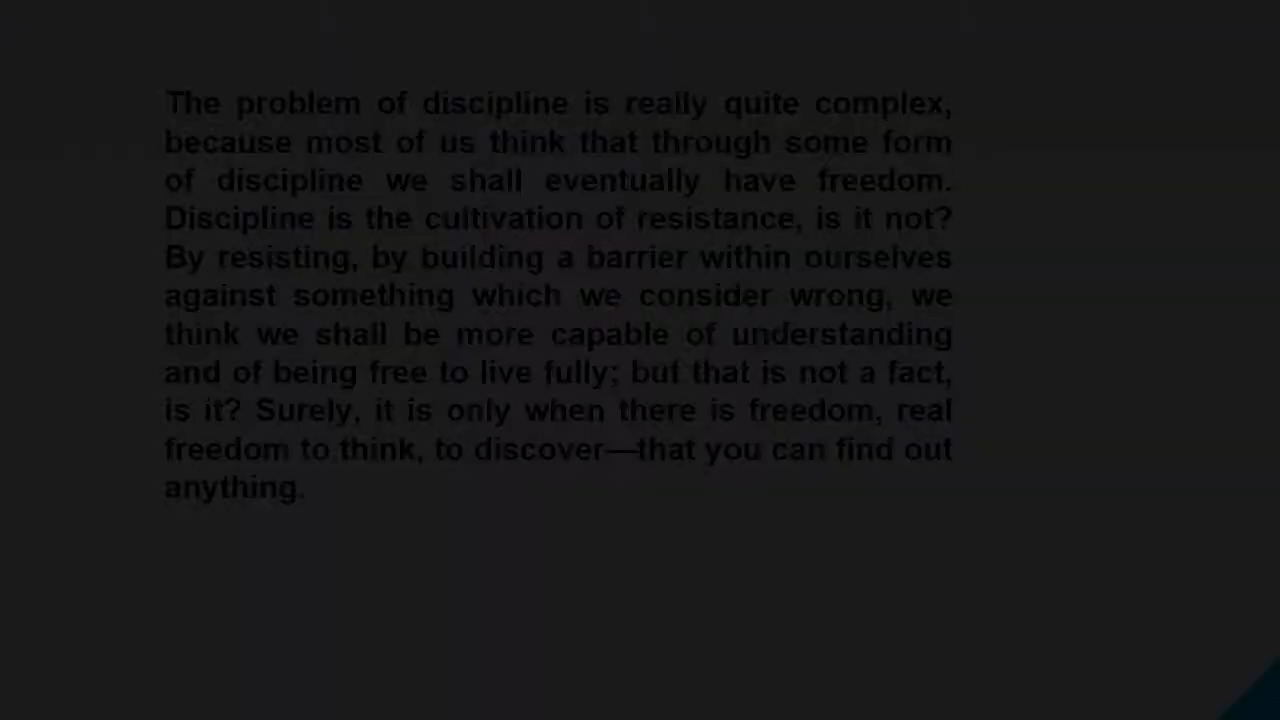 The problem of discipline is really quite complex,
because most of us think that through some form
of discipline we shall eventually have freedom.
Discipline is the cultivation of resistance, is it not?
By resisting, by building a barrier within ourselves
against something which we consider wrong, we
think we shall be more capable of understanding
and of being free to live fully; but that is not a fact,
is it? Surely, it is only when there is freedom, real
freedom to think, to discover—that you can find out
anything.